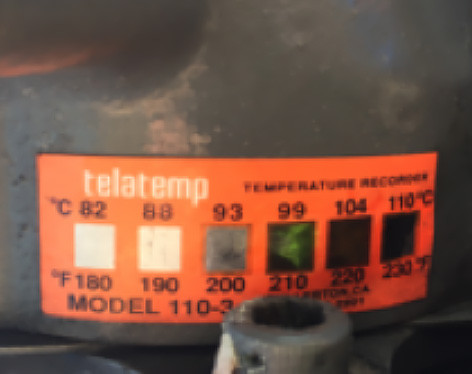 telatemp TEMPERATURE RECORDER
°C 82 88 93 99 104 110°C
°F180 190 200 210 220 230°F
MODEL 110-3